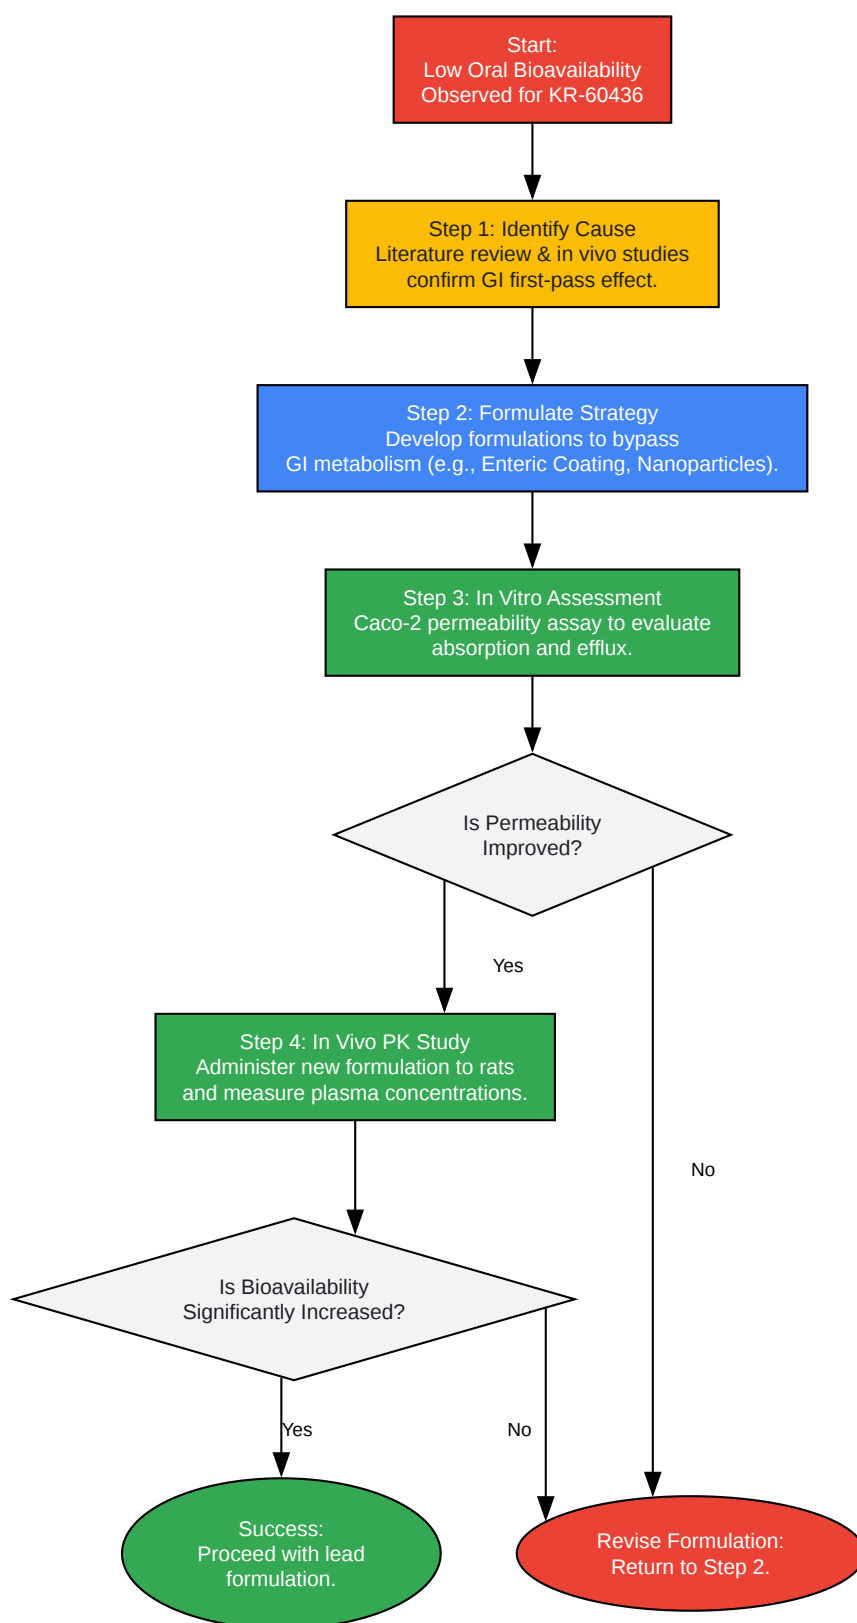 Start:
Low Oral Bioavailability
Observed for KR-60436
Step 1: Identify Cause
Literature review & in vivo studies
confirm GI first-pass effect.
Step 2: Formulate Strategy
Develop formulations to bypass
GI metabolism (e.g., Enteric Coating, Nanoparticles).
Step 3: In Vitro Assessment
Caco-2 permeability assay to evaluate
absorption and efflux.
Is Permeability
Improved?
Yes
Step 4: In Vivo PK Study
Administer new formulation to rats
and measure plasma concentrations.
No
Is Bioavailability
Significantly Increased?
Yes
No
Success:
Proceed with lead
formulation.
Revise Formulation:
Return to Step 2.